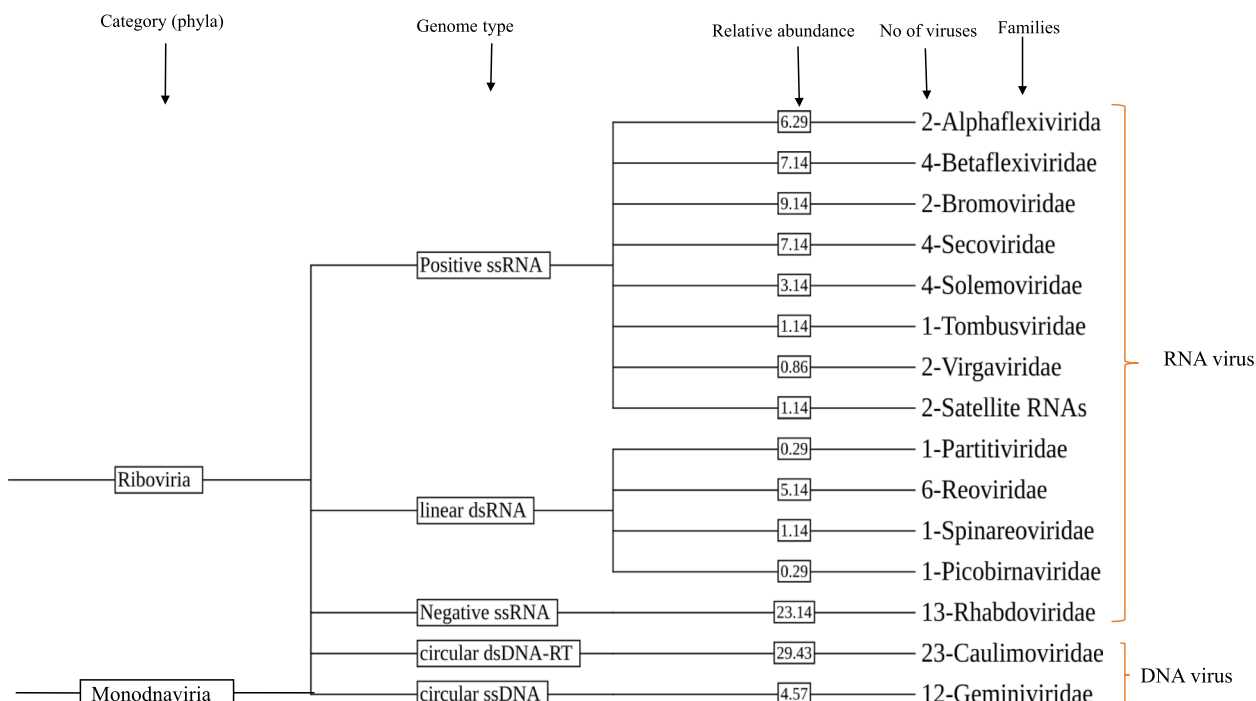 Category (phyla)
Genome type
Relative abundance
No of viruses
Families
6.29 2-Alphaflexivirida
7.14 4-Betaflexiviridae
9.14 2-Bromoviridae
7.14 4-Secoviridae
Positive ssRNA
3.14 4-Solemoviridae
1.14 1-Tombusviridae
RNA virus
0.86 2-Virgaviridae
1.14 2-Satellite RNAs
0.29 1-Partitiviridae
Riboviria
5.14 6-Reoviridae
linear dsRNA
1.14 1-Spinareoviridae
0.29 1-Picobirnaviridae
Negative ssRNA 23.14 13-Rhabdoviridae
circular dsDNA-RT 29.43 23-Caulimoviridae
DNA virus
Monodnaviria circular ssDNA 4.57 12-Geminiviridae